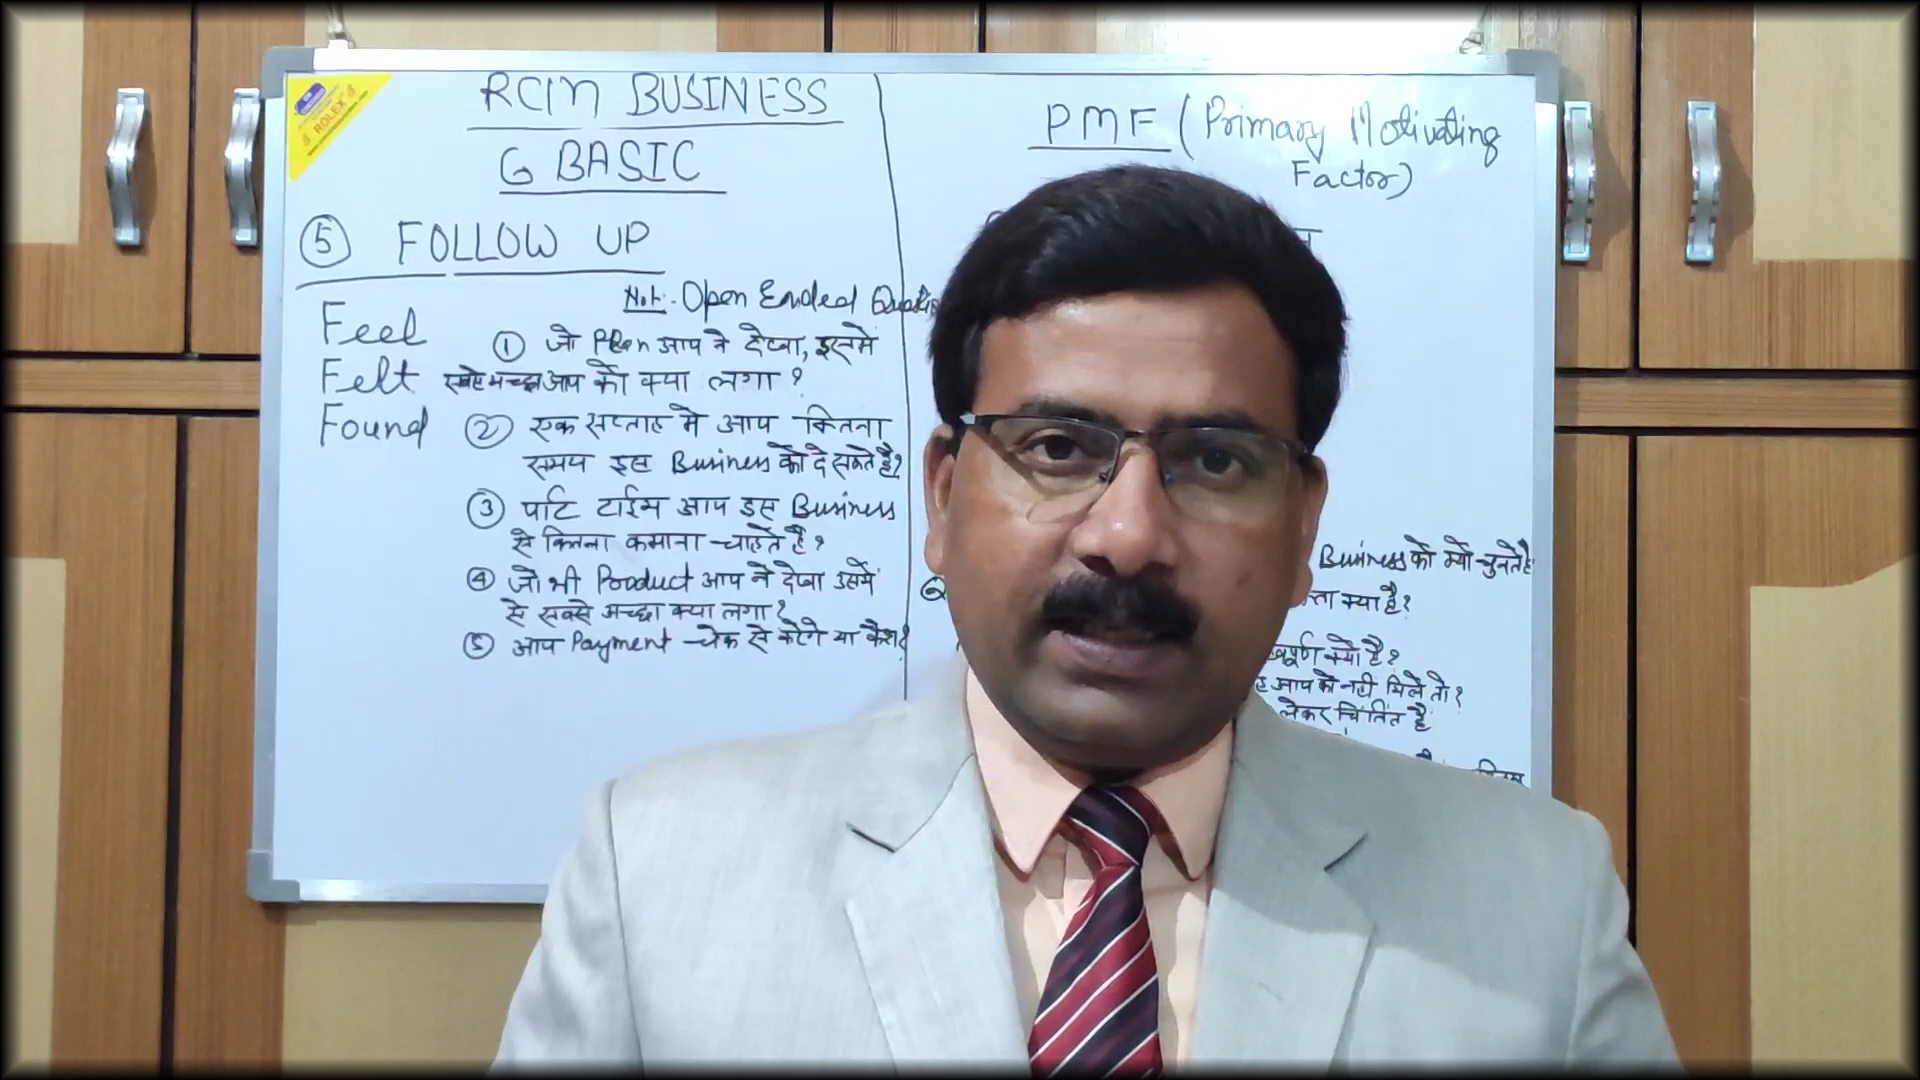 ROLEX
RCM BUSINESS
6 BASIC
5 FOLLOW UP
Not:- Open Ended
Feel
Felt
Found
① जो Plan आप ने देखा, इसमें
सबसे अच्छा आप को क्या लगा ?
② एक सप्ताह मे आप कितना
समय इस Business को दे सकते है?
③ पार्ट टाईम आप इस Business
से कितना कमाना चाहते है ?
④ जो भी Product आप ने देखा उसमें
से सबसे अच्छा क्या लगा ?
⑤ आप Payment चेक से करेगे या कैश ?
PMF (Primary Motivating
Factor)
Business को क्यो चुनते है
क्या है ?
क्यो है ?
आप को नही मिले तो ?
लेकर चिंतित है